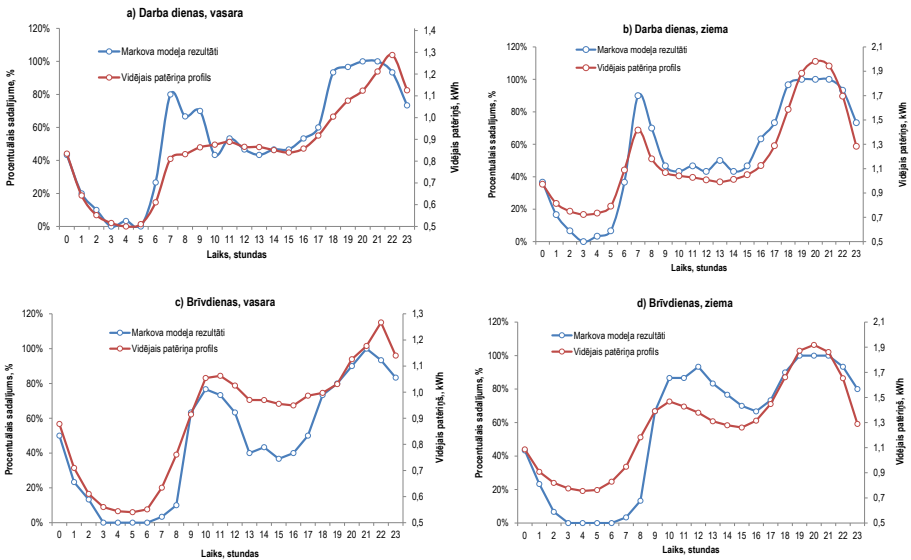 a) Darba dienas, vasara
Procentuālais sadalījume, %
120%
100%
80%
60%
40%
20%
0%
Markova modeļa rezultāti
Vidējais patēriņa profils
1,4
1,3
1,2
1,1
1,0
0,9
0,8
0,7
0,6
0,5
Vidējais patēriņš, kWh
0 1 2 3 4 5 6 7 8 9 10 11 12 13 14 15 16 17 18 19 20 21 22 23
Laiks, stundas
b) Darba dienas, ziema
Procentuālais sadalījums, %
120%
100%
80%
60%
40%
20%
0%
Markova modeļa rezultāti
Vidējais patēriņa profils
2,1
1,9
1,7
1,5
1,3
1,1
0,9
0,7
0,5
Vidējais patēriņš, kWh
0 1 2 3 4 5 6 7 8 9 10 11 12 13 14 15 16 17 18 19 20 21 22 23
Laiks, stundas
c) Brīvdienas, vasara
Procentuālais sadalījums, %
120%
100%
80%
60%
40%
20%
0%
Markova modeļa rezultāti
Vidējais patēriņa profils
1,3
1,2
1,1
1,0
0,9
0,8
0,7
0,6
0,5
Vidējais patēriņš, kWh
0 1 2 3 4 5 6 7 8 9 10 11 12 13 14 15 16 17 18 19 20 21 22 23
Laiks, stundas
d) Brīvdienas, ziema
Procentuālais sadalījums, %
120%
100%
80%
60%
40%
20%
0%
Markova modeļa rezultāti
Vidējais patēriņa profils
2,1
1,9
1,7
1,5
1,3
1,1
0,9
0,7
0,5
Vidējais patēriņš, kWh
0 1 2 3 4 5 6 7 8 9 10 11 12 13 14 15 16 17 18 19 20 21 22 23
Laiks, stundas